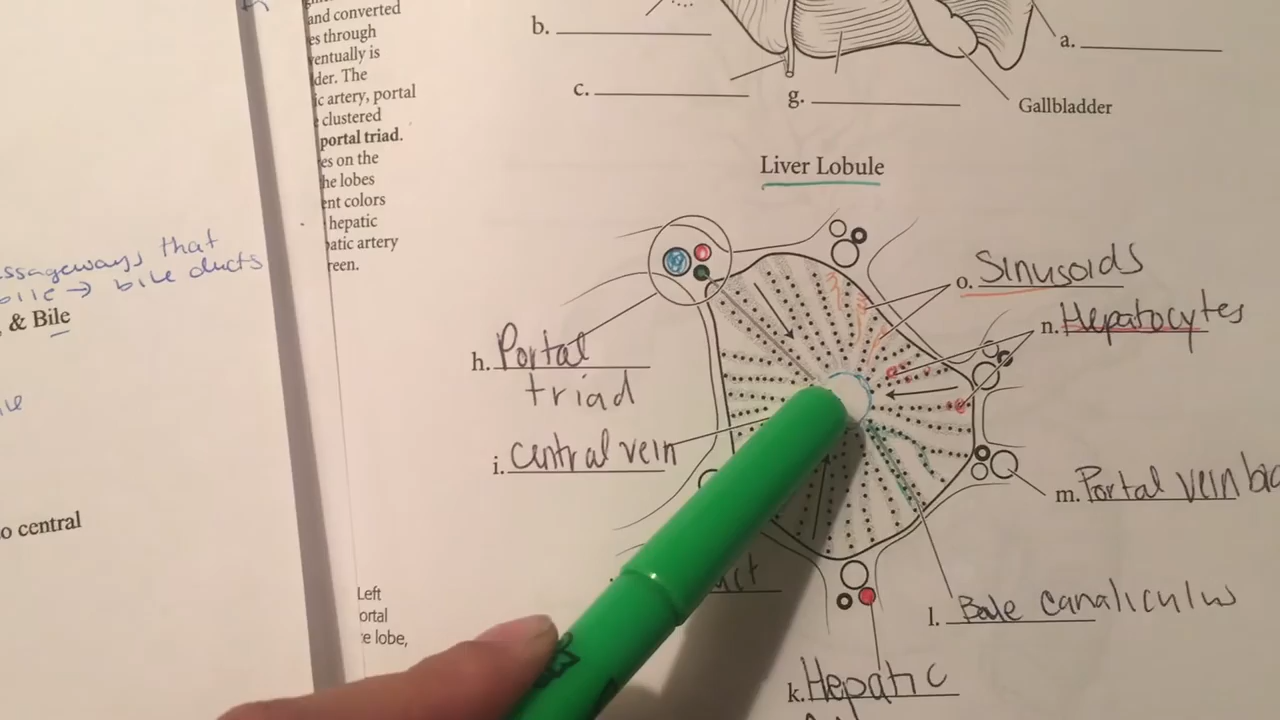 and converted
es through
ventually is
der. The
ic artery, portal
clustered
portal triad.
es on the
he lobes
ent colors
hepatic
atic artery
reen.
ssageways that
bile → bile ducts
, & Bile
o central
Left
ortal
e lobe,
b.
a.
c.
g.
Gallbladder
Liver Lobule
o. Sinusoids
n. Hepatocytes
h. Portal
triad
i. central vein
m. Portal vein
l. Bile canaliculus
k. Hepatic